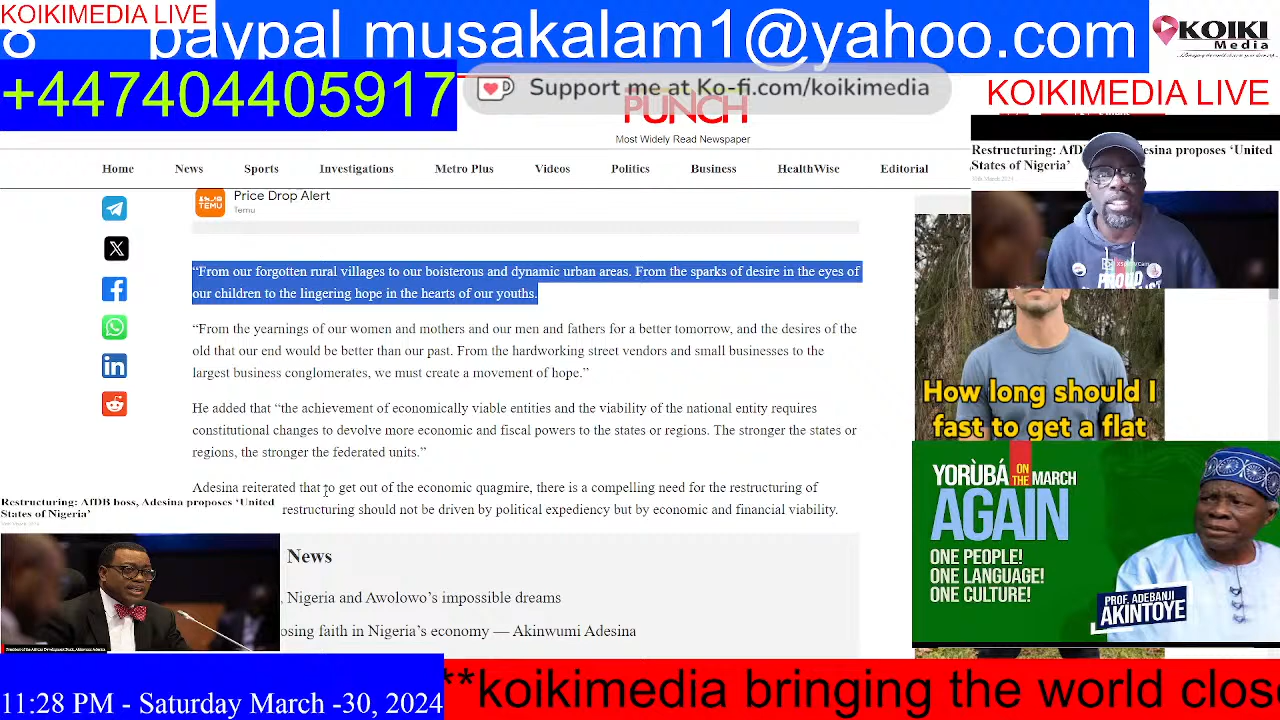 KOIKIMEDIA LIVE
8 paypal musakalam1@yahoo.com
KOIKI
Media
+447404405917
Support me at Ko-fi.com/koikimedia
PUNCH
Most Widely Read Newspaper
KOIKIMEDIA LIVE
Home News Sports Investigations Metro Plus Videos Politics Business HealthWise Editorial
Restructuring: AfD esina proposes ‘United
States of Nigeria’
Price Drop Alert
Temu
“From our forgotten rural villages to our boisterous and dynamic urban areas. From the sparks of desire in the eyes of
our children to the lingering hope in the hearts of our youths.
“From the yearnings of our women and mothers and our men and fathers for a better tomorrow, and the desires of the
old that our end would be better than our past. From the hardworking street vendors and small businesses to the
largest business conglomerates, we must create a movement of hope.”
He added that “the achievement of economically viable entities and the viability of the national entity requires
constitutional changes to devolve more economic and fiscal powers to the states or regions. The stronger the states or
regions, the stronger the federated units.”
Adesina reiterated that to get out of the economic quagmire, there is a compelling need for the restructuring of
restructuring should not be driven by political expediency but by economic and financial viability.
News
, Nigeria and Awolowo’s impossible dreams
osing faith in Nigeria’s economy — Akinwumi Adesina
How long should I
fast to get a flat
YORÙBÁ ON THE MARCH
AGAIN
ONE PEOPLE!
ONE LANGUAGE!
ONE CULTURE!
PROF. ADEBANJI
AKINTOYE
Restructuring: AfDB boss, Adesina proposes ‘United
States of Nigeria’
11:28 PM - Saturday March -30, 2024
**koikimedia bringing the world clos